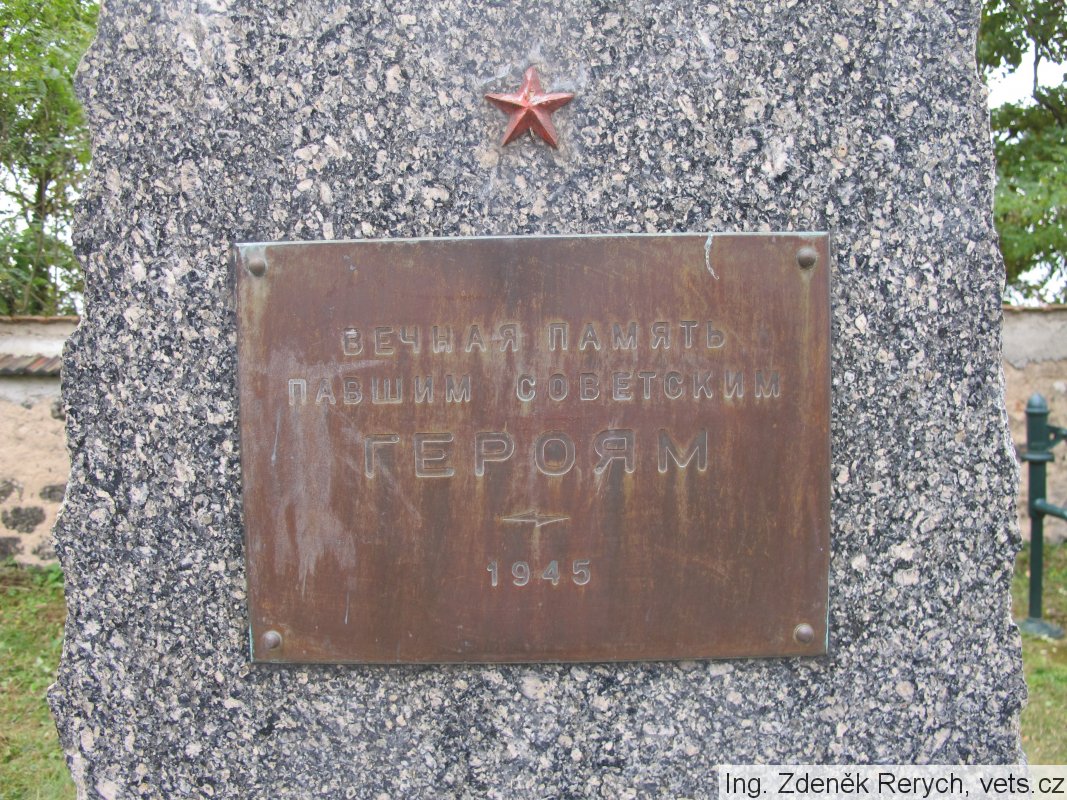 ВЕЧНАЯ ПАМЯТЬ
ПАВШИМ СОВЕТСКИМ
ГЕРОЯМ
1945
Ing. Zdeněk Rerych, vets.cz